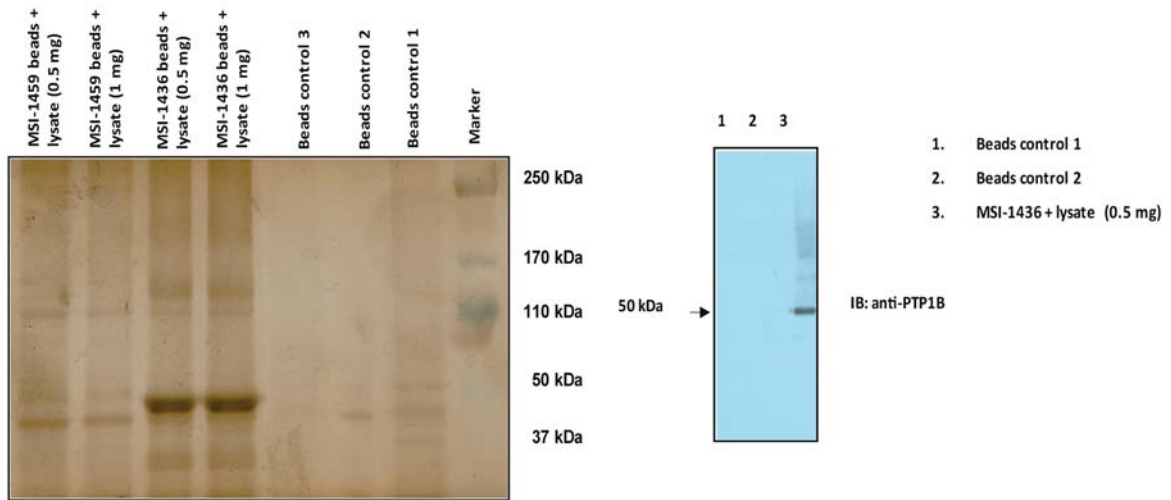 MSI-1459 beads +
lysate (0.5 mg)
MSI-1459 beads +
lysate (1 mg)
MSI-1436 beads +
lysate (0.5 mg)
MSI-1436 beads +
lysate (1 mg)
Beads control 3
Beads control 2
Beads control 1
Marker
250 kDa
170 kDa
110 kDa
50 kDa
37 kDa
1 2 3
50 kDa
IB: anti-PTP1B
1. Beads control 1
2. Beads control 2
3. MSI-1436 + lysate (0.5 mg)